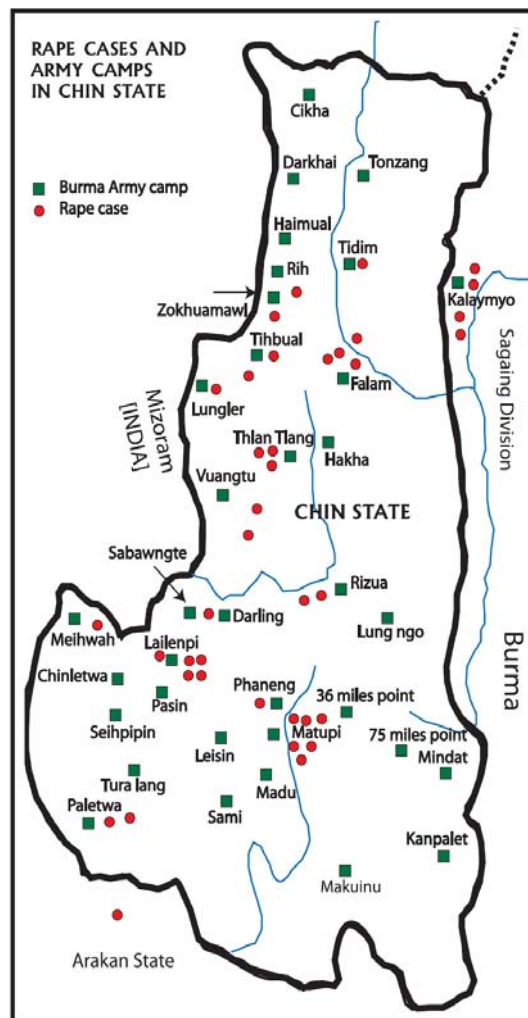 RAPE CASES AND
ARMY CAMPS
IN CHIN STATE
Burma Army camp
Rape case
Cikha
Darkhai
Tonzang
Haimual
Tidim
Rih
Kalaymyo
Zokhuamawl
Tihbual
Falam
Lungler
Mizoram
[INDIA]
Sagaing Division
Thlan Tlang
Hakha
Vuangtu
CHIN STATE
Sabawngte
Rizua
Darling
Lung ngo
Meihwah
Lailenpi
Burma
Chinletwa
Pasin
Phaneng
36 miles point
Seihpipin
Matupi
75 miles point
Leisin
Mindat
Tura lang
Madu
Paletwa
Sami
Kanpalet
Makuinu
Arakan State